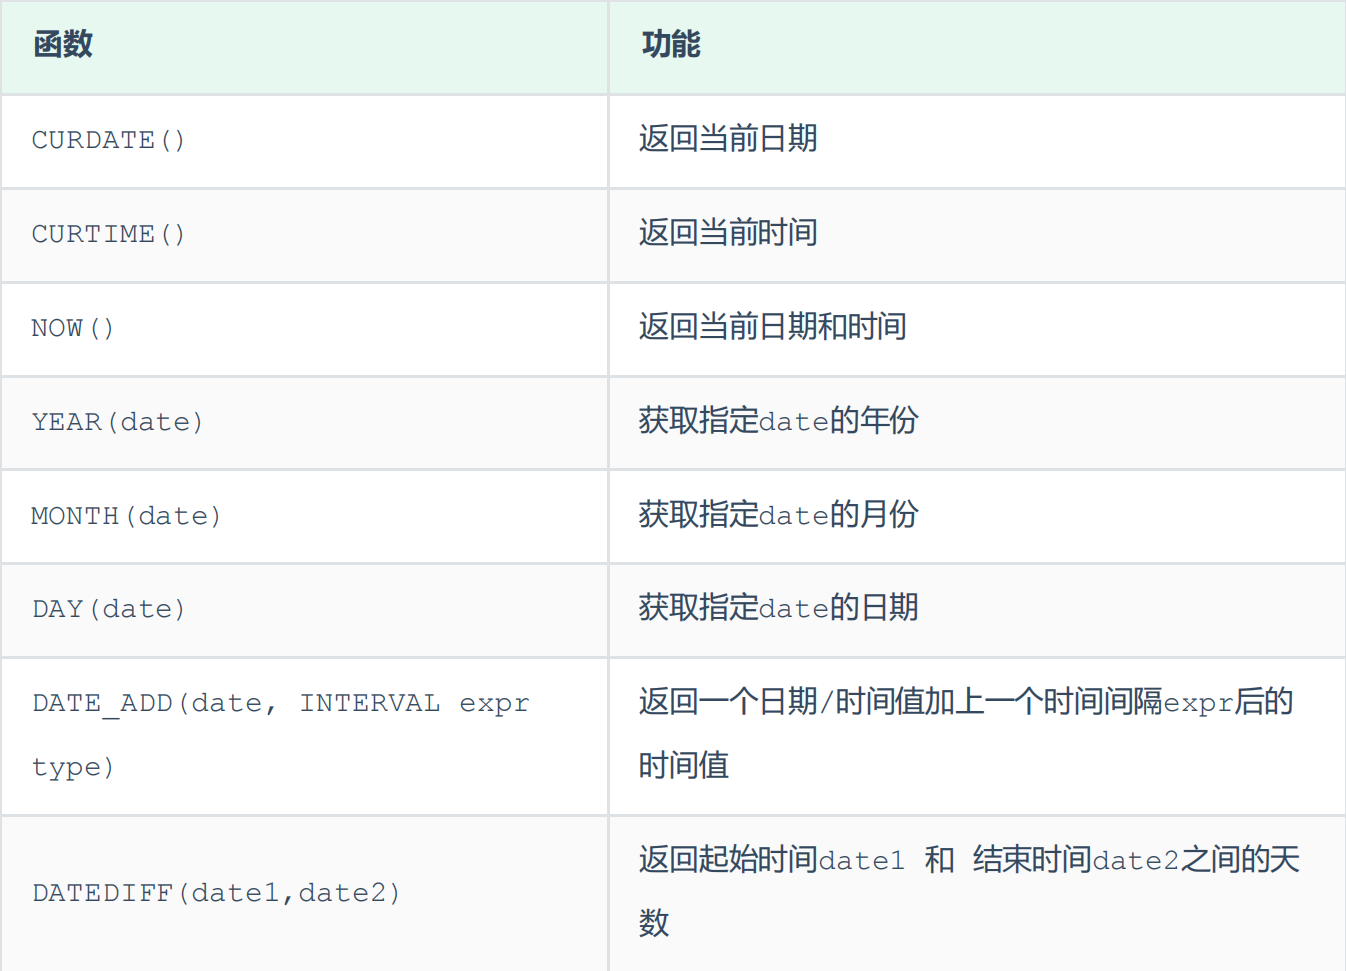 函数 功能
CURDATE() 返回当前日期
CURTIME() 返回当前时间
NOW() 返回当前日期和时间
YEAR(date) 获取指定date的年份
MONTH(date) 获取指定date的月份
DAY(date) 获取指定date的日期
DATE_ADD(date, INTERVAL expr
type)
返回一个日期/时间值加上一个时间间隔expr后的
时间值
DATEDIFF(date1,date2)
返回起始时间date1 和 结束时间date2之间的天
数